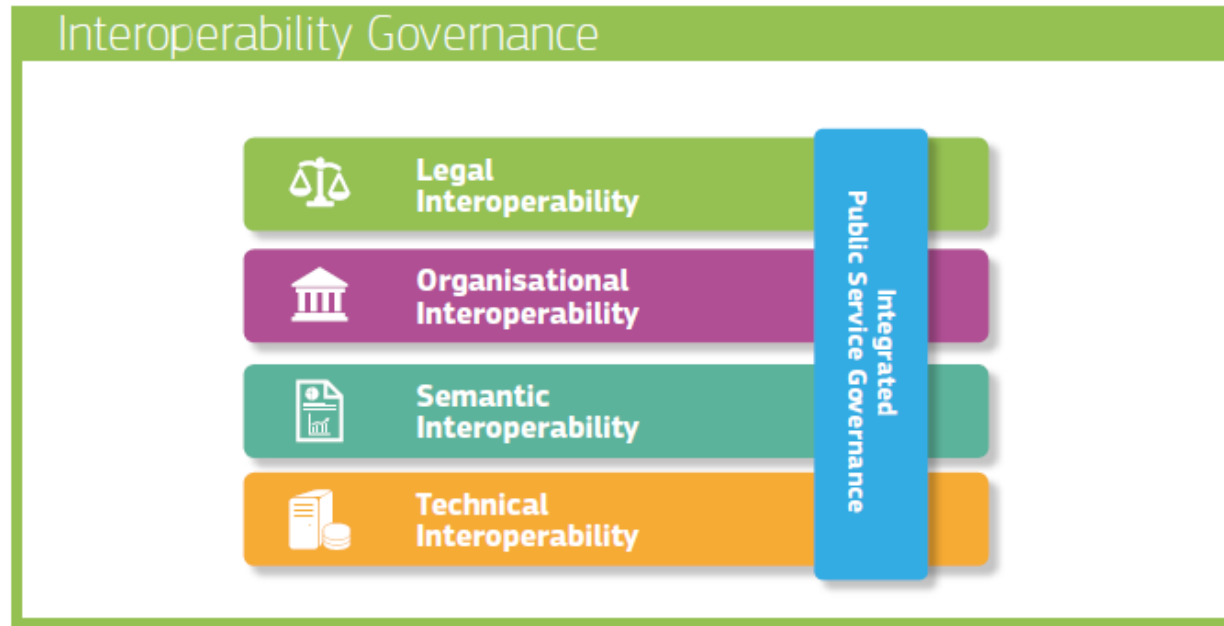 Interoperability Governance
Legal
Interoperability
Organisational
Interoperability
Semantic
Interoperability
Technical
Interoperability
Integrated
Public Service Governance